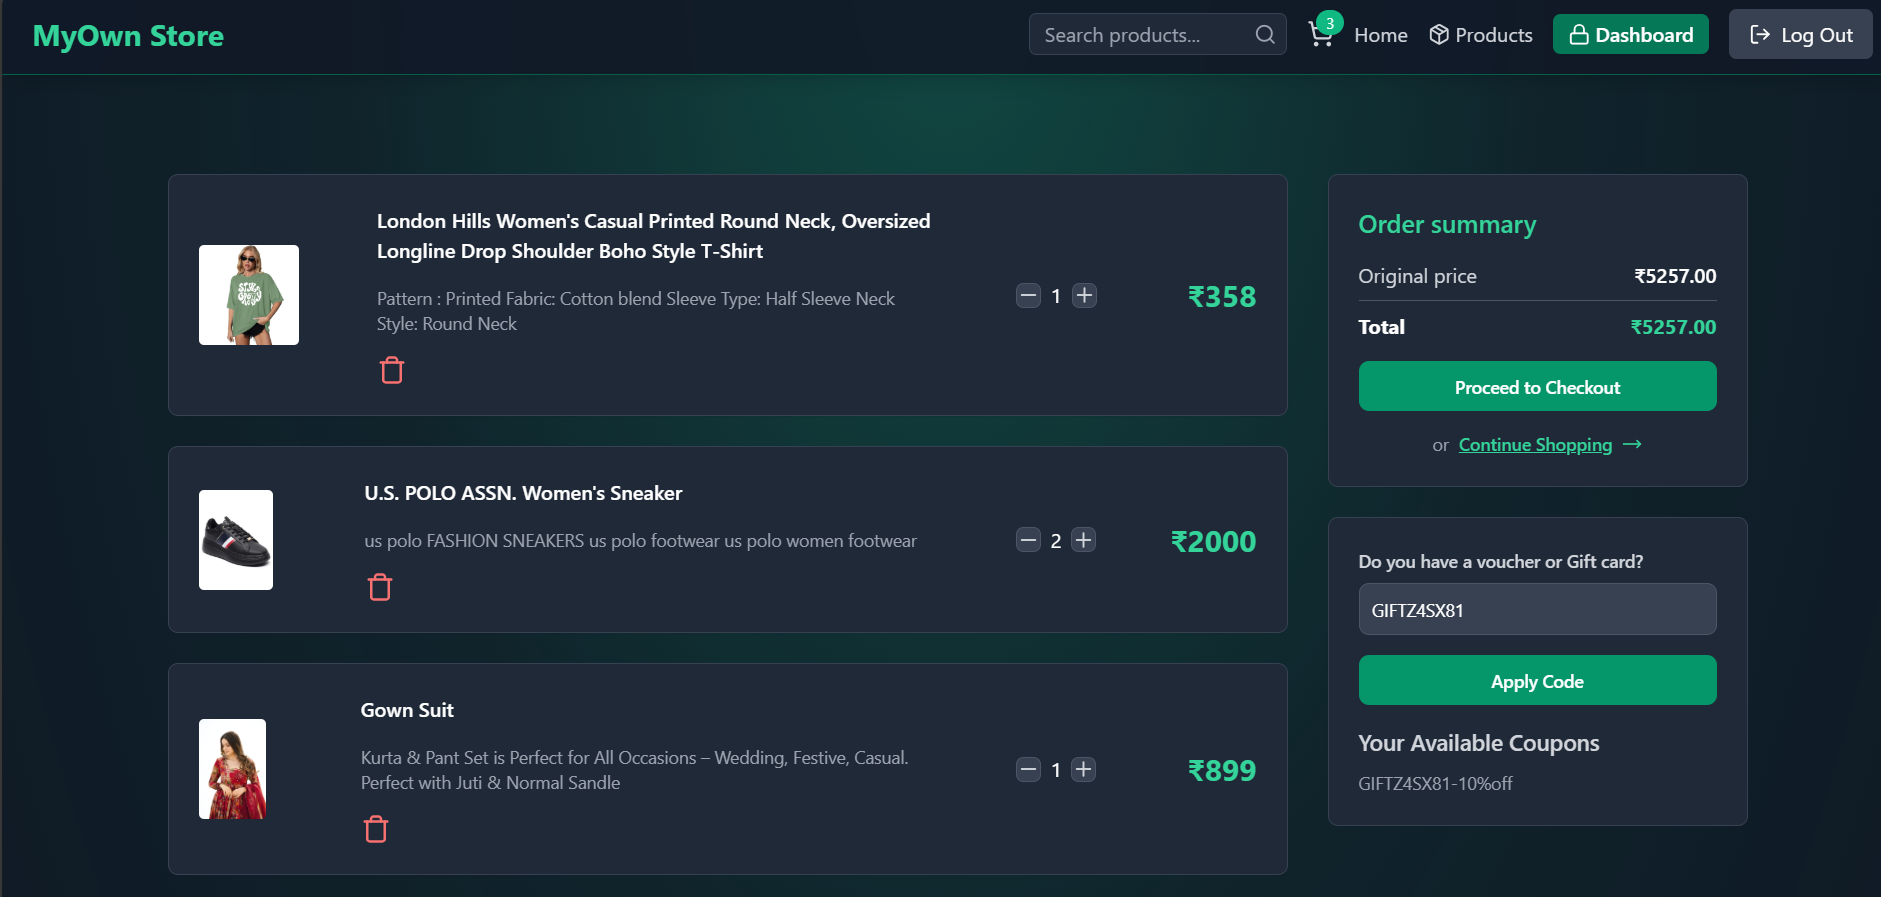 MyOwn Store
Search products...
3
Home
Products
Dashboard
Log Out
London Hills Women's Casual Printed Round Neck, Oversized
Longline Drop Shoulder Boho Style T-Shirt
Pattern : Printed Fabric: Cotton blend Sleeve Type: Half Sleeve Neck
Style: Round Neck
1
₹358
U.S. POLO ASSN. Women's Sneaker
us polo FASHION SNEAKERS us polo footwear us polo women footwear
2
₹2000
Gown Suit
Kurta & Pant Set is Perfect for All Occasions – Wedding, Festive, Casual.
Perfect with Juti & Normal Sandle
1
₹899
Order summary
Original price ₹5257.00
Total ₹5257.00
Proceed to Checkout
or Continue Shopping
Do you have a voucher or Gift card?
GIFTZ4SX81
Apply Code
Your Available Coupons
GIFTZ4SX81-10%off